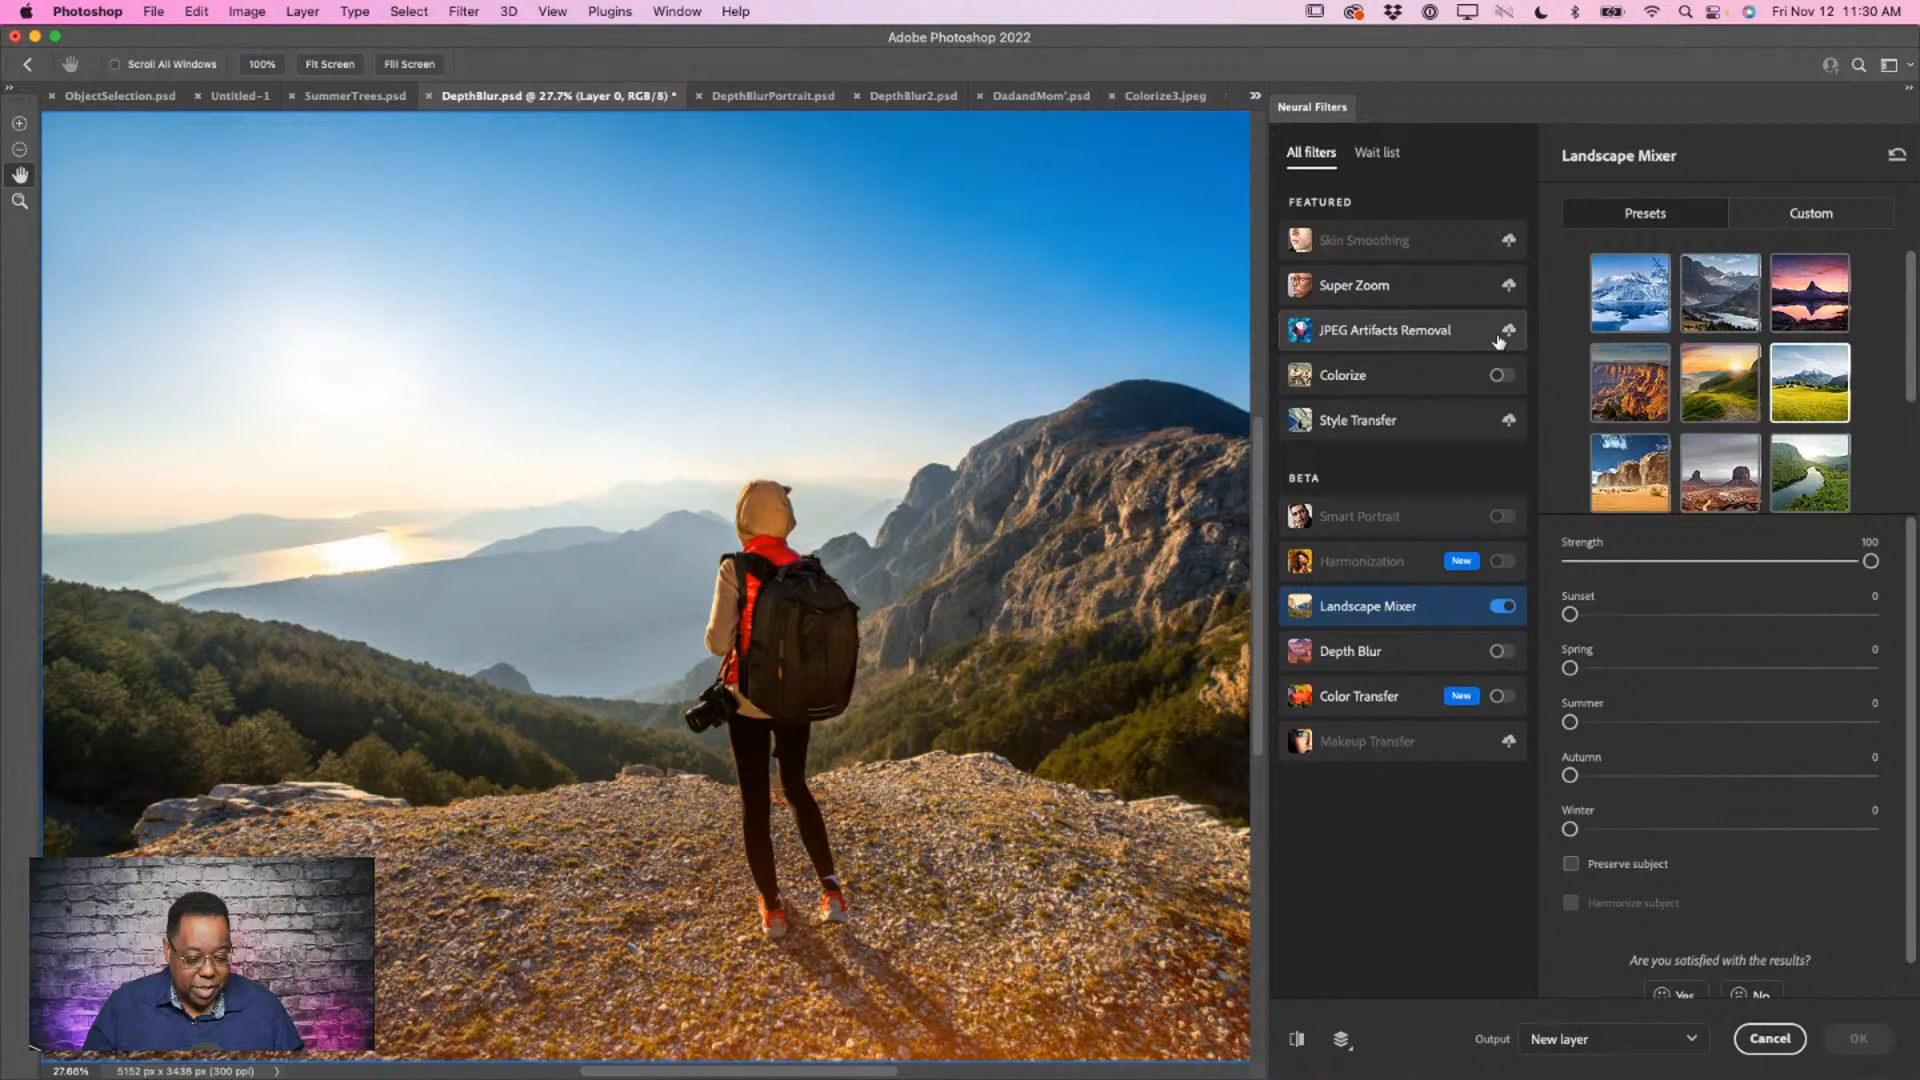 Photoshop File Edit Image Layer Type Select Filter 3D View Plugins Window Help Fri Nov 12 11:30 AM
Adobe Photoshop 2022
Scroll All Windows 100% Fit Screen Fill Screen
ObjectSelection.psd Untitled-1 SummerTrees.psd DepthBlur.psd @ 27.7% (Layer 0, RGB/8) * DepthBlurPortrait.psd DepthBlur2.psd DadandMom'.psd Colorize3.jpeg
Neural Filters
All filters Wait list
FEATURED
Skin Smoothing
Super Zoom
JPEG Artifacts Removal
Colorize
Style Transfer
BETA
Smart Portrait
Harmonization New
Landscape Mixer
Depth Blur
Color Transfer New
Makeup Transfer
Landscape Mixer
Presets Custom
Strength 100
Sunset 0
Spring 0
Summer 0
Autumn 0
Winter 0
Preserve subject
Harmonize subject
Are you satisfied with the results?
Yes No
Output New layer Cancel OK
27.66% 5152 px x 3438 px (300 ppi)